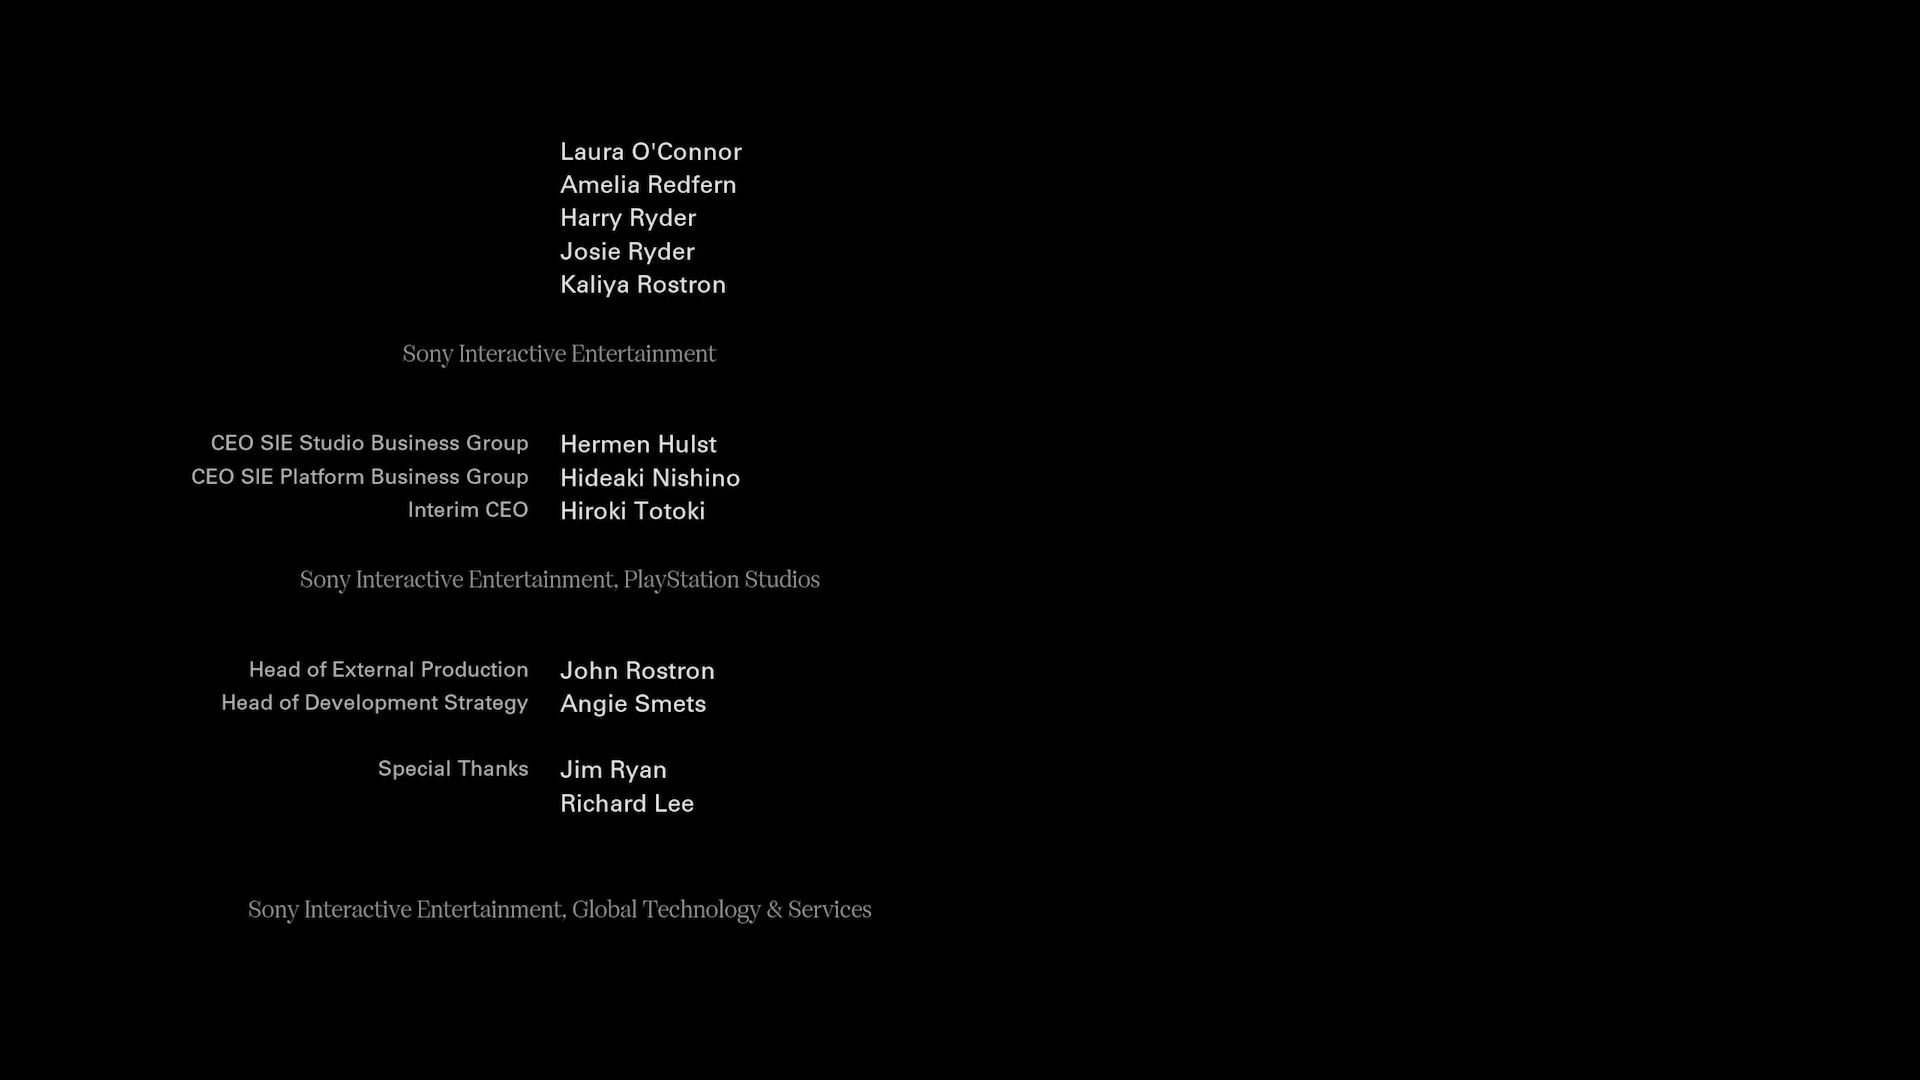 Laura O'Connor
Amelia Redfern
Harry Ryder
Josie Ryder
Kaliya Rostron
Sony Interactive Entertainment
CEO SIE Studio Business Group Hermen Hulst
CEO SIE Platform Business Group Hideaki Nishino
Interim CEO Hiroki Totoki
Sony Interactive Entertainment, PlayStation Studios
Head of External Production John Rostron
Head of Development Strategy Angie Smets
Special Thanks Jim Ryan
Richard Lee
Sony Interactive Entertainment, Global Technology & Services